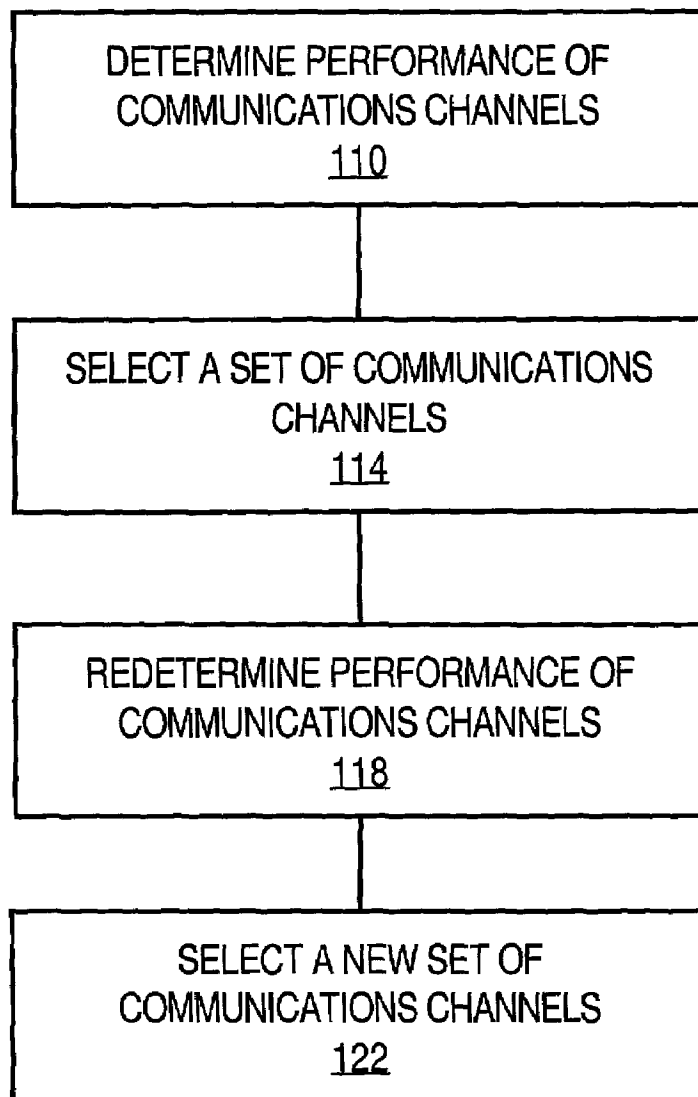 DETERMINE PERFORMANCE OF
COMMUNICATIONS CHANNELS
110
SELECT A SET OF COMMUNICATIONS
CHANNELS
114
REDETERMINE PERFORMANCE OF
COMMUNICATIONS CHANNELS
118
SELECT A NEW SET OF
COMMUNICATIONS CHANNELS
122